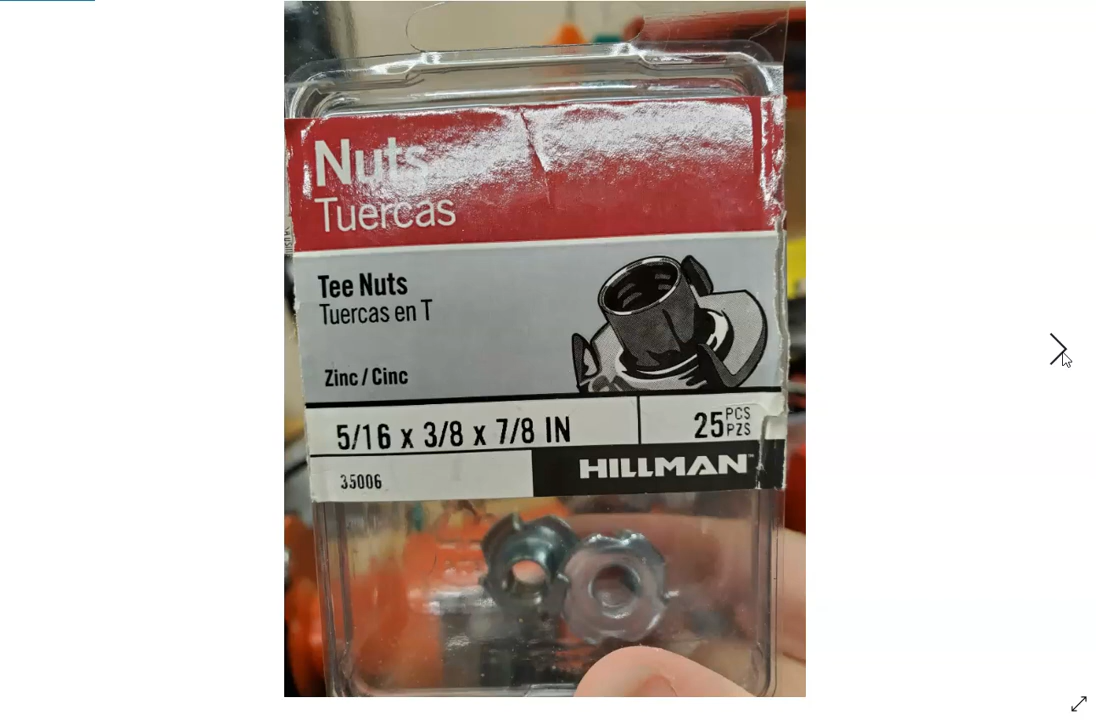 Nuts
Tuercas
Tee Nuts
Tuercas en T
Zinc / Cinc
5/16 x 3/8 x 7/8 IN
25 PCS
PZS
35006
HILLMAN™